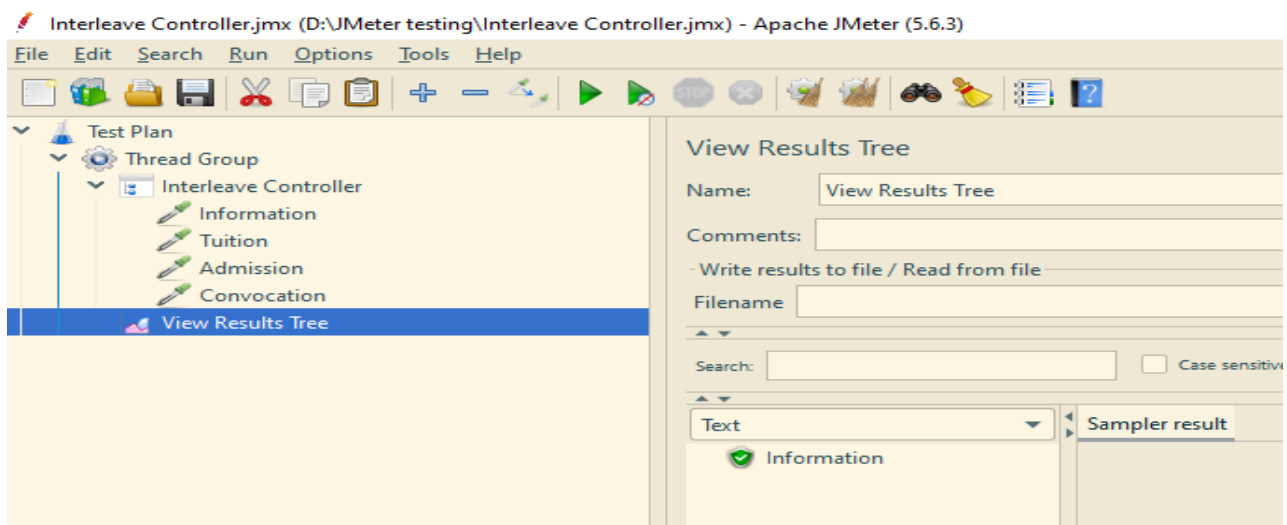 Interleave Controller.jmx (D:\JMeter testing\Interleave Controller.jmx) - Apache JMeter (5.6.3)
File Edit Search Run Options Tools Help
STOP
?
Test Plan
Thread Group
Interleave Controller
Information
Tuition
Admission
Convocation
View Results Tree
View Results Tree
Name: View Results Tree
Comments:
Write results to file / Read from file
Filename
Search: Case sensitive
Text Sampler result
Information